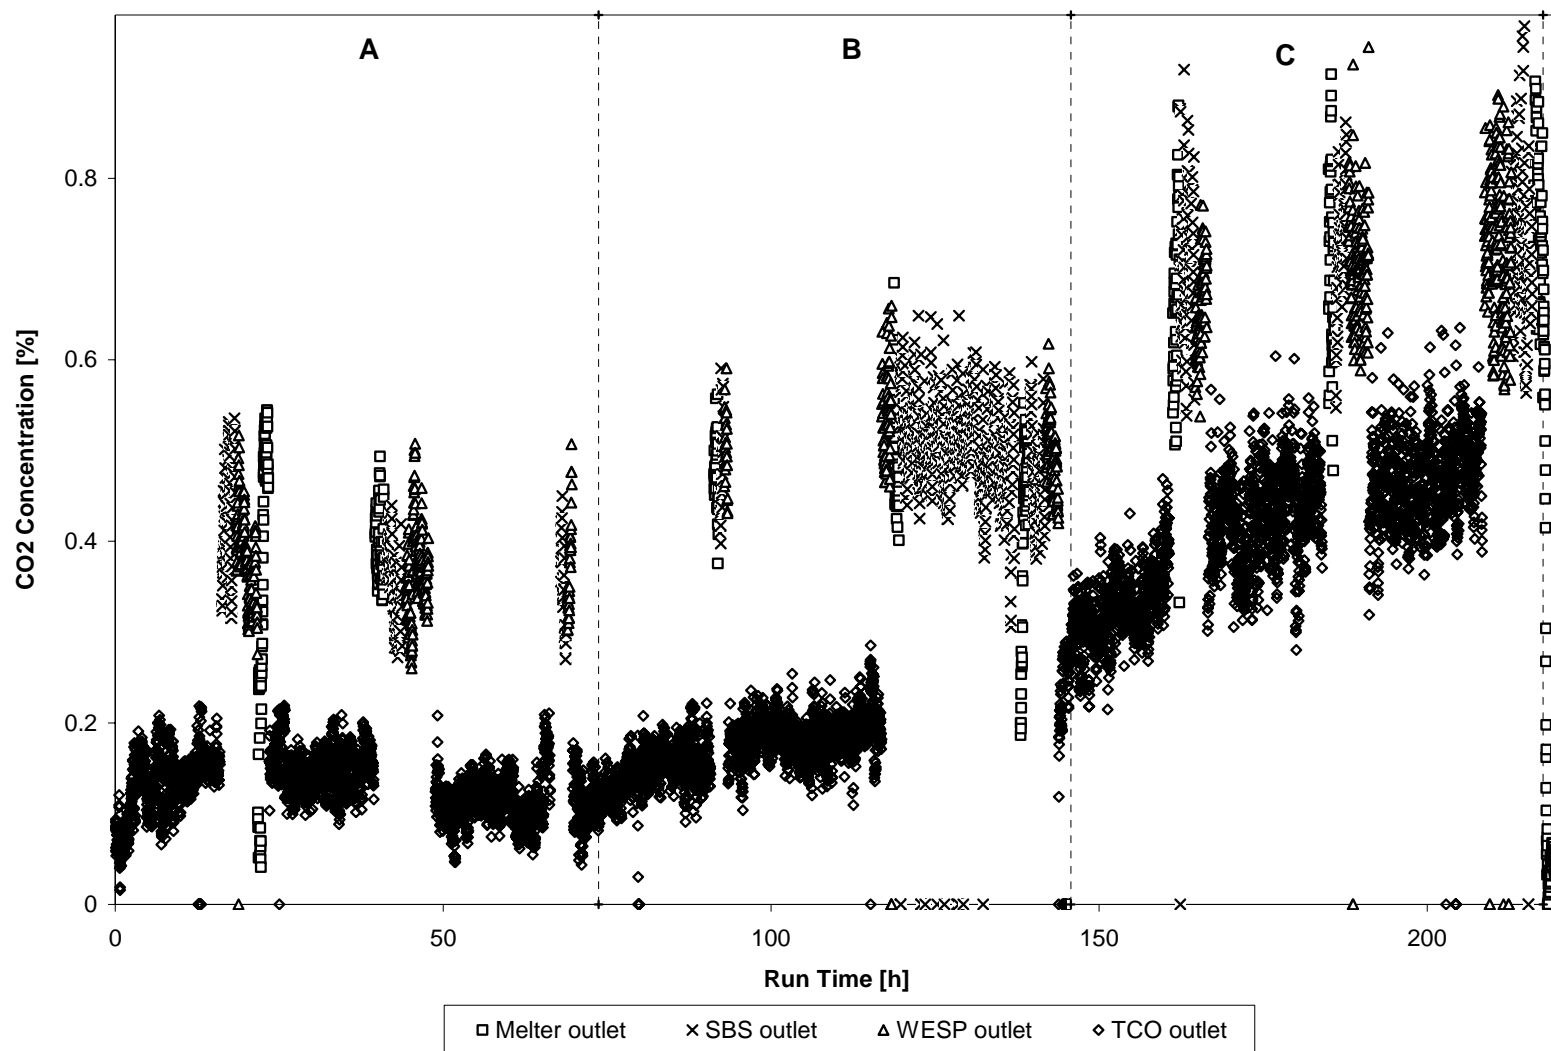 A B C
0.8
0.6
0.4
0.2
0
CO2 Concentration [%]
0 50 100 150 200
Run Time [h]
Melter outlet SBS outlet WESP outlet TCO outlet